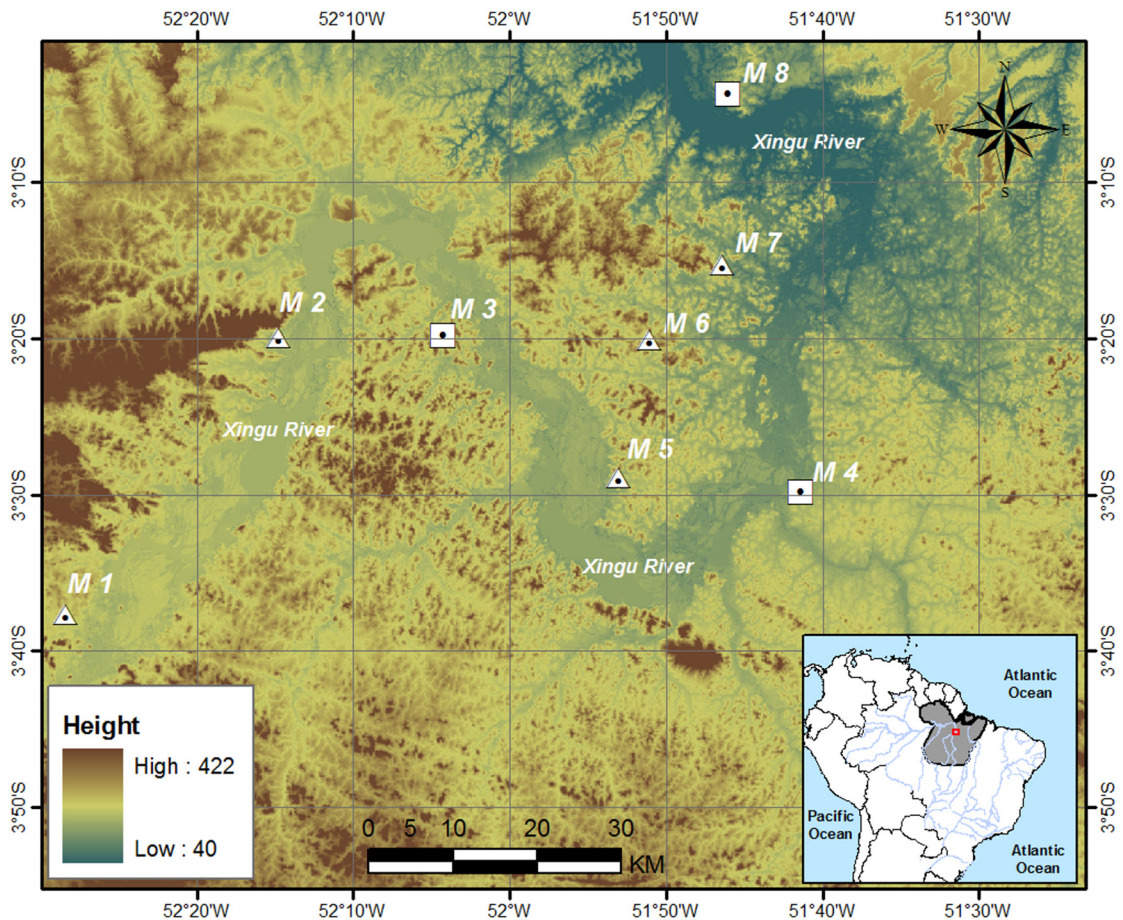 52°20'W 52°10'W 52°0'W 51°50'W 51°40'W 51°30'W
M 8
N
Xingu River
W E
S
3°10'S 3°10'S
M 7
M 2
M 3
M 6
3°20'S 3°20'S
Xingu River
M 5
M 4
3°30'S 3°30'S
Xingu River
M 1
3°40'S 3°40'S
Height
High : 422
Low : 40
0 5 10 20 30
KM
Atlantic
Ocean
Pacific
Ocean
Atlantic
Ocean
3°50'S 3°50'S
52°20'W 52°10'W 52°0'W 51°50'W 51°40'W 51°30'W